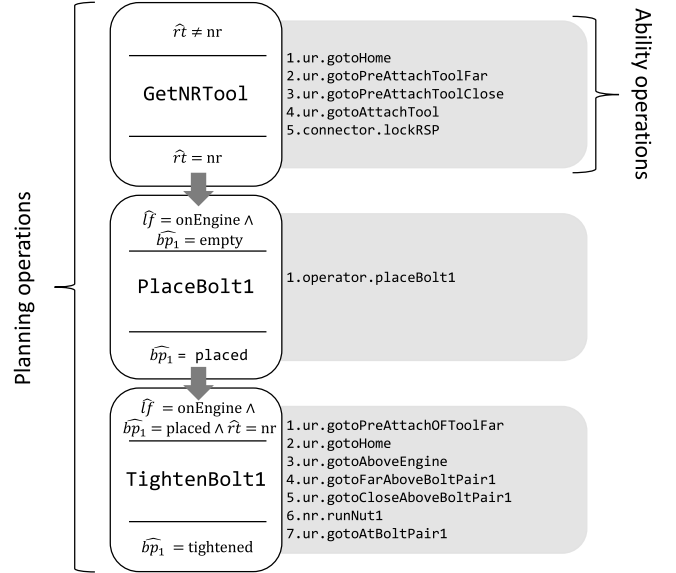 Planning operations
Ability operations
r̂t ≠ nr
GetNRTool
r̂t = nr
1.ur.gotoHome
2.ur.gotoPreAttachToolFar
3.ur.gotoPreAttachToolClose
4.ur.gotoAttachTool
5.connector.lockRSP
l̂f = onEngine ∧
b̂p₁ = empty
PlaceBolt1
b̂p₁ = placed
1.operator.placeBolt1
l̂f = onEngine ∧
b̂p₁ = placed ∧ r̂t = nr
TightenBolt1
b̂p₁ = tightened
1.ur.gotoPreAttachOFToolFar
2.ur.gotoHome
3.ur.gotoAboveEngine
4.ur.gotoFarAboveBoltPair1
5.ur.gotoCloseAboveBoltPair1
6.nr.runNut1
7.ur.gotoAtBoltPair1